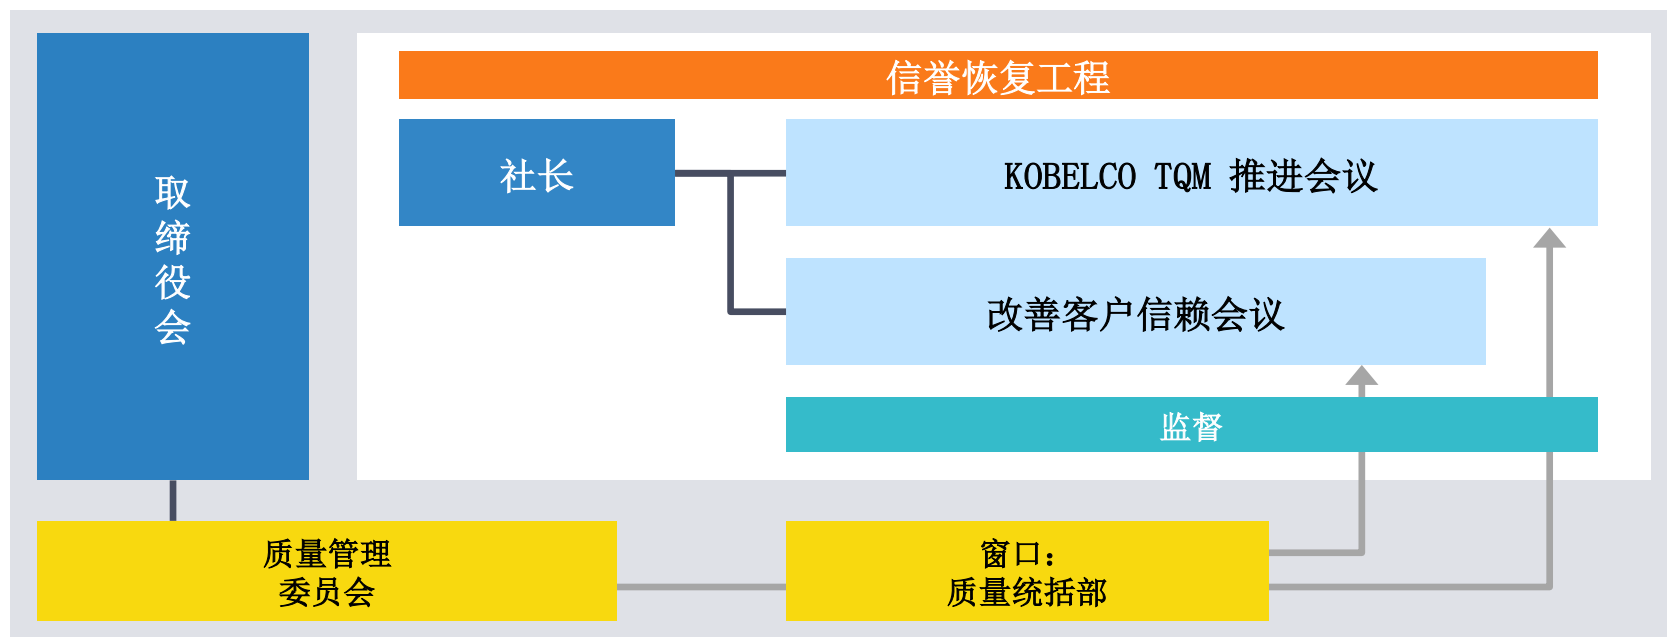 取
缔
役
会
信誉恢复工程
社长
KOBELCO TQM 推进会议
改善客户信赖会议
监督
质量管理
委员会
窗口：
质量统括部